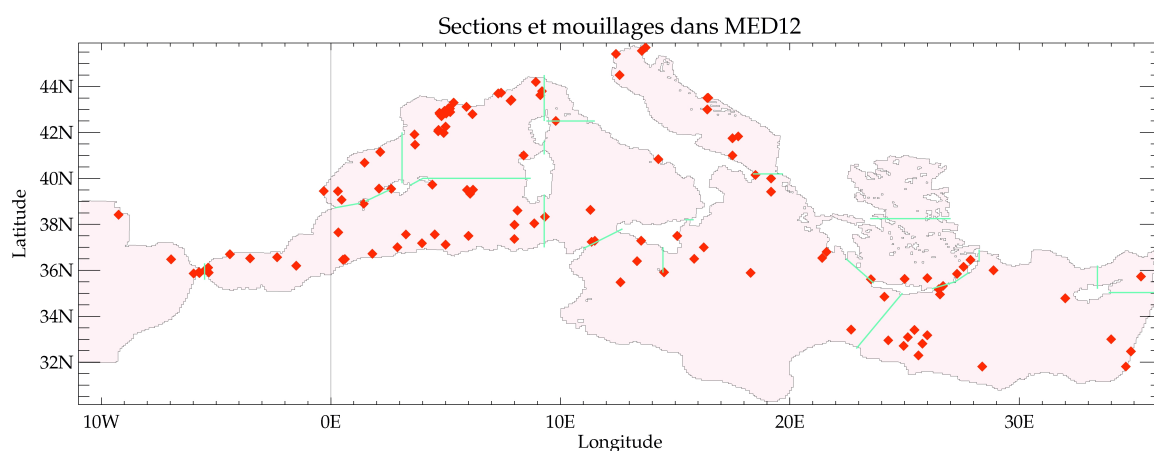 Sections et mouillages dans MED12
44N
42N
40N
38N
36N
34N
32N
Latitude
10W 0E 10E 20E 30E
Longitude